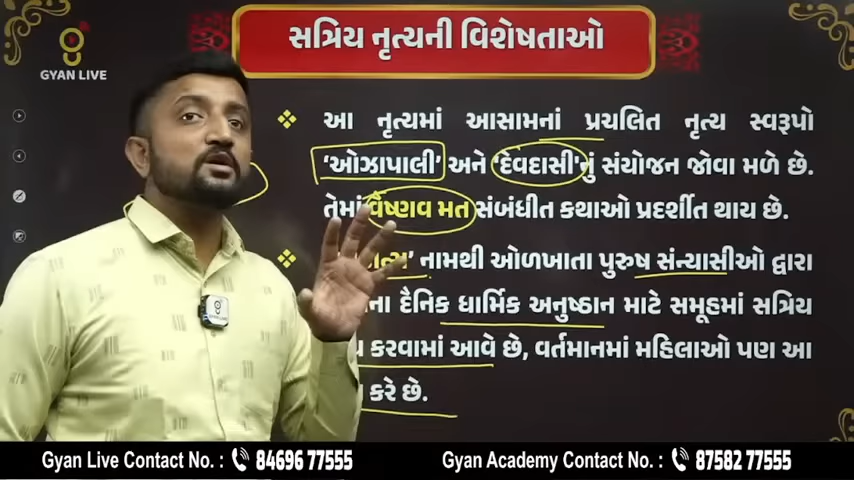 સત્રિય નૃત્યની વિશેષતાઓ
GYAN LIVE
આ નૃત્યમાં આસામનાં પ્રચલિત નૃત્ય સ્વરૂપો
'ઓઝાપાલી' અને 'દેવદાસી'નું સંયોજન જોવા મળે છે.
તેમાં વૈષ્ણવ મત સંબંધીત કથાઓ પ્રદર્શીત થાય છે.
નામથી ઓળખાતા પુરુષ સંન્યાસીઓ દ્વારા
દૈનિક ધાર્મિક અનુષ્ઠાન માટે સમૂહમાં સત્રિય
કરવામાં આવે છે, વર્તમાનમાં મહિલાઓ પણ આ
કરે છે.
Gyan Live Contact No. : 84696 77555 Gyan Academy Contact No. : 87582 77555